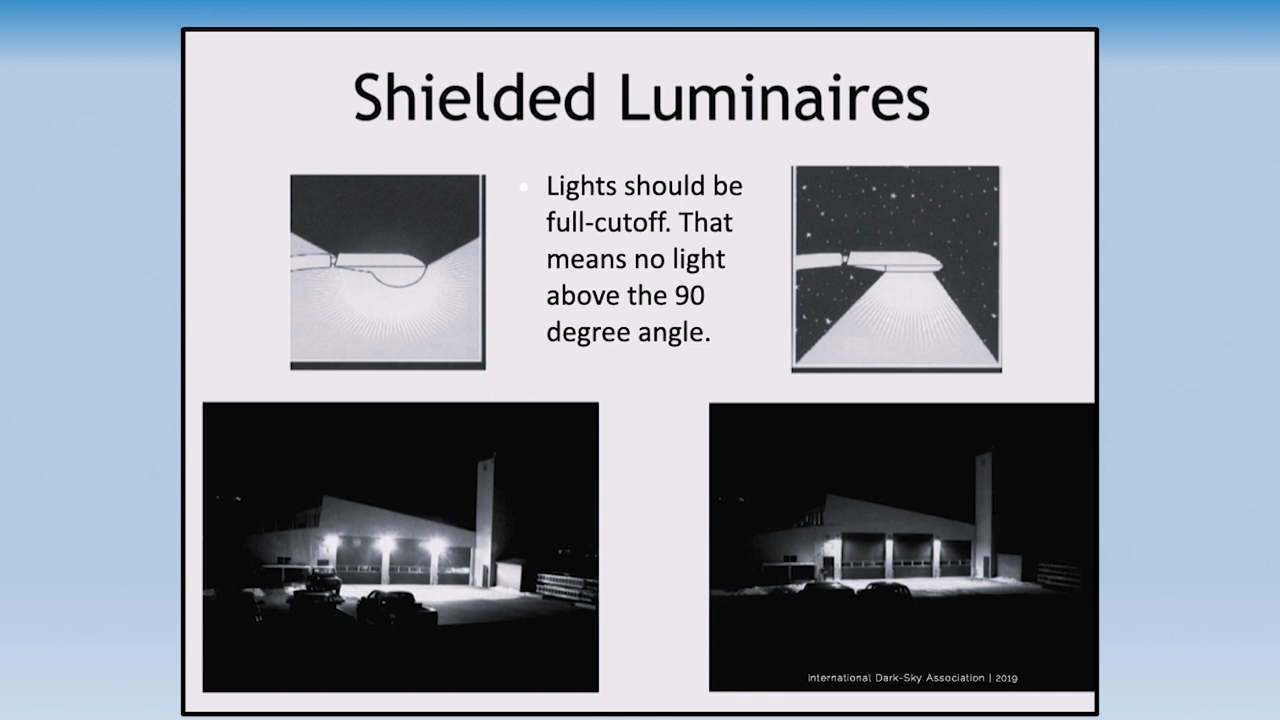 Shielded Luminaires
Lights should be
full-cutoff. That
means no light
above the 90
degree angle.
International Dark-Sky Association | 2019